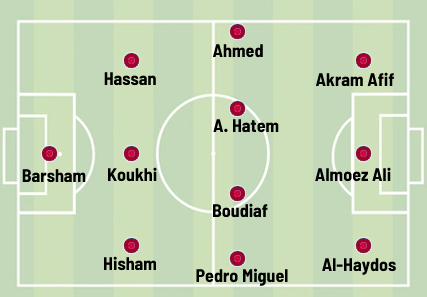 Ahmed
Hassan
Akram Afif
A. Hatem
Barsham
Koukhi
Almoez Ali
Boudiaf
Hisham
Pedro Miguel
Al-Haydos